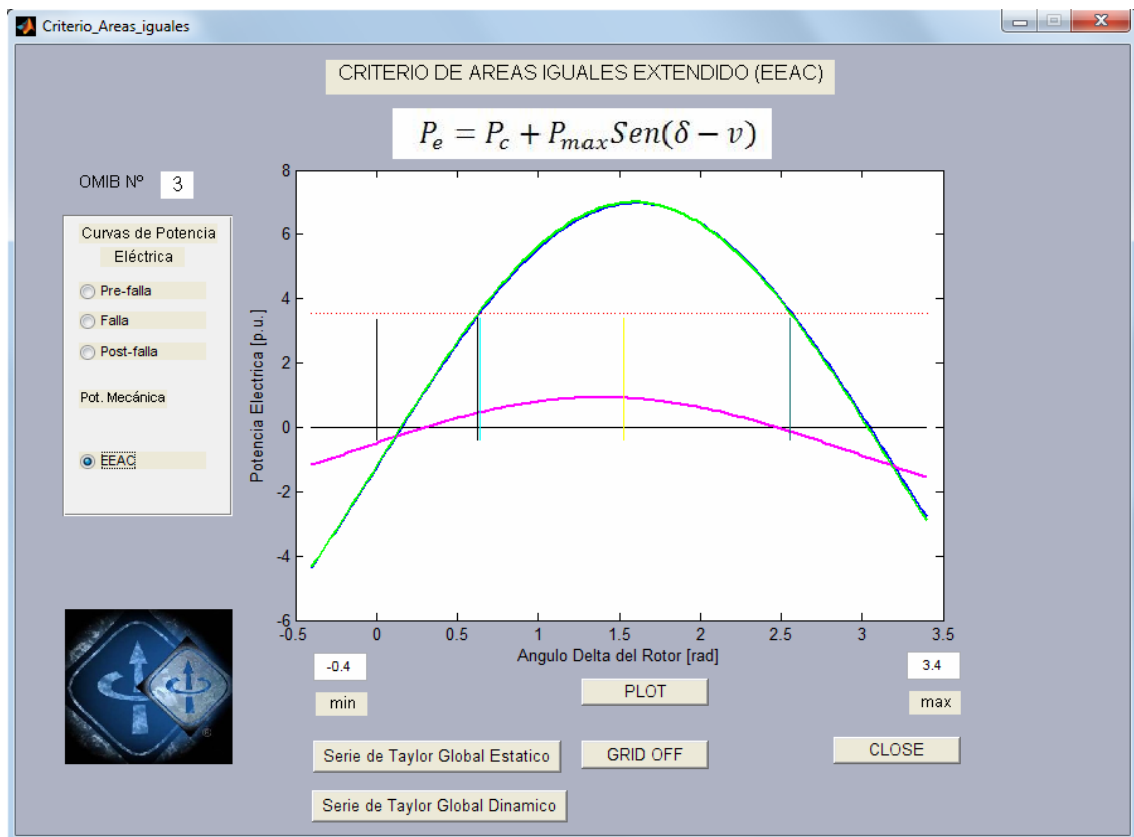 Criterio_Areas_iguales
CRITERIO DE AREAS IGUALES EXTENDIDO (EEAC)
P_e = P_c + P_{max}Sen(δ − v)
OMIB Nº 3
Curvas de Potencia
Eléctrica
Pre-falla
Falla
Post-falla
Pot. Mecánica
EEAC
Potencia Electrica [p.u.]
8
6
4
2
0
-2
-4
-6
-0.5 0 0.5 1 1.5 2 2.5 3 3.5
Angulo Delta del Rotor [rad]
-0.4
min
3.4
max
PLOT
Serie de Taylor Global Estatico
GRID OFF
CLOSE
Serie de Taylor Global Dinamico
®